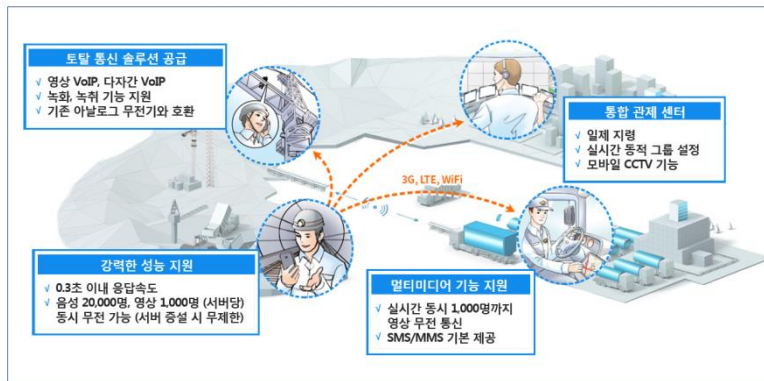 토탈 통신 솔루션 공급
√ 영상 VoIP, 다자간 VoIP
√ 녹화, 녹취 기능 지원
√ 기존 아날로그 무전기와 호환
통합 관제 센터
√ 일제 지령
√ 실시간 동적 그룹 설정
√ 모바일 CCTV 기능
3G, LTE, WiFi
강력한 성능 지원
√ 0.3초 이내 응답속도
√ 음성 20,000명, 영상 1,000명 (서버당)
동시 무전 가능 (서버 증설 시 무제한)
멀티미디어 기능 지원
√ 실시간 동시 1,000명까지
영상 무전 통신
√ SMS/MMS 기본 제공